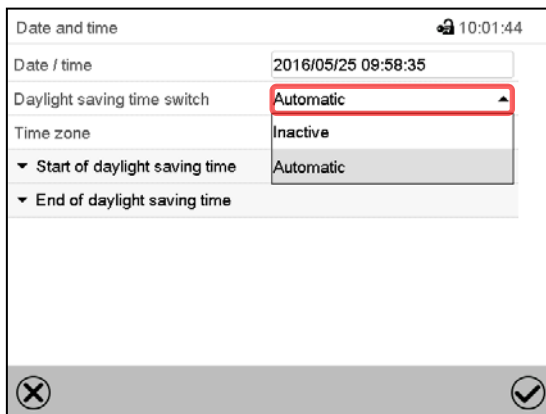 Date and time 10:01:44
Date / time 2016/05/25 09:58:35
Daylight saving time switch Automatic
Time zone Inactive
Start of daylight saving time Automatic
End of daylight saving time